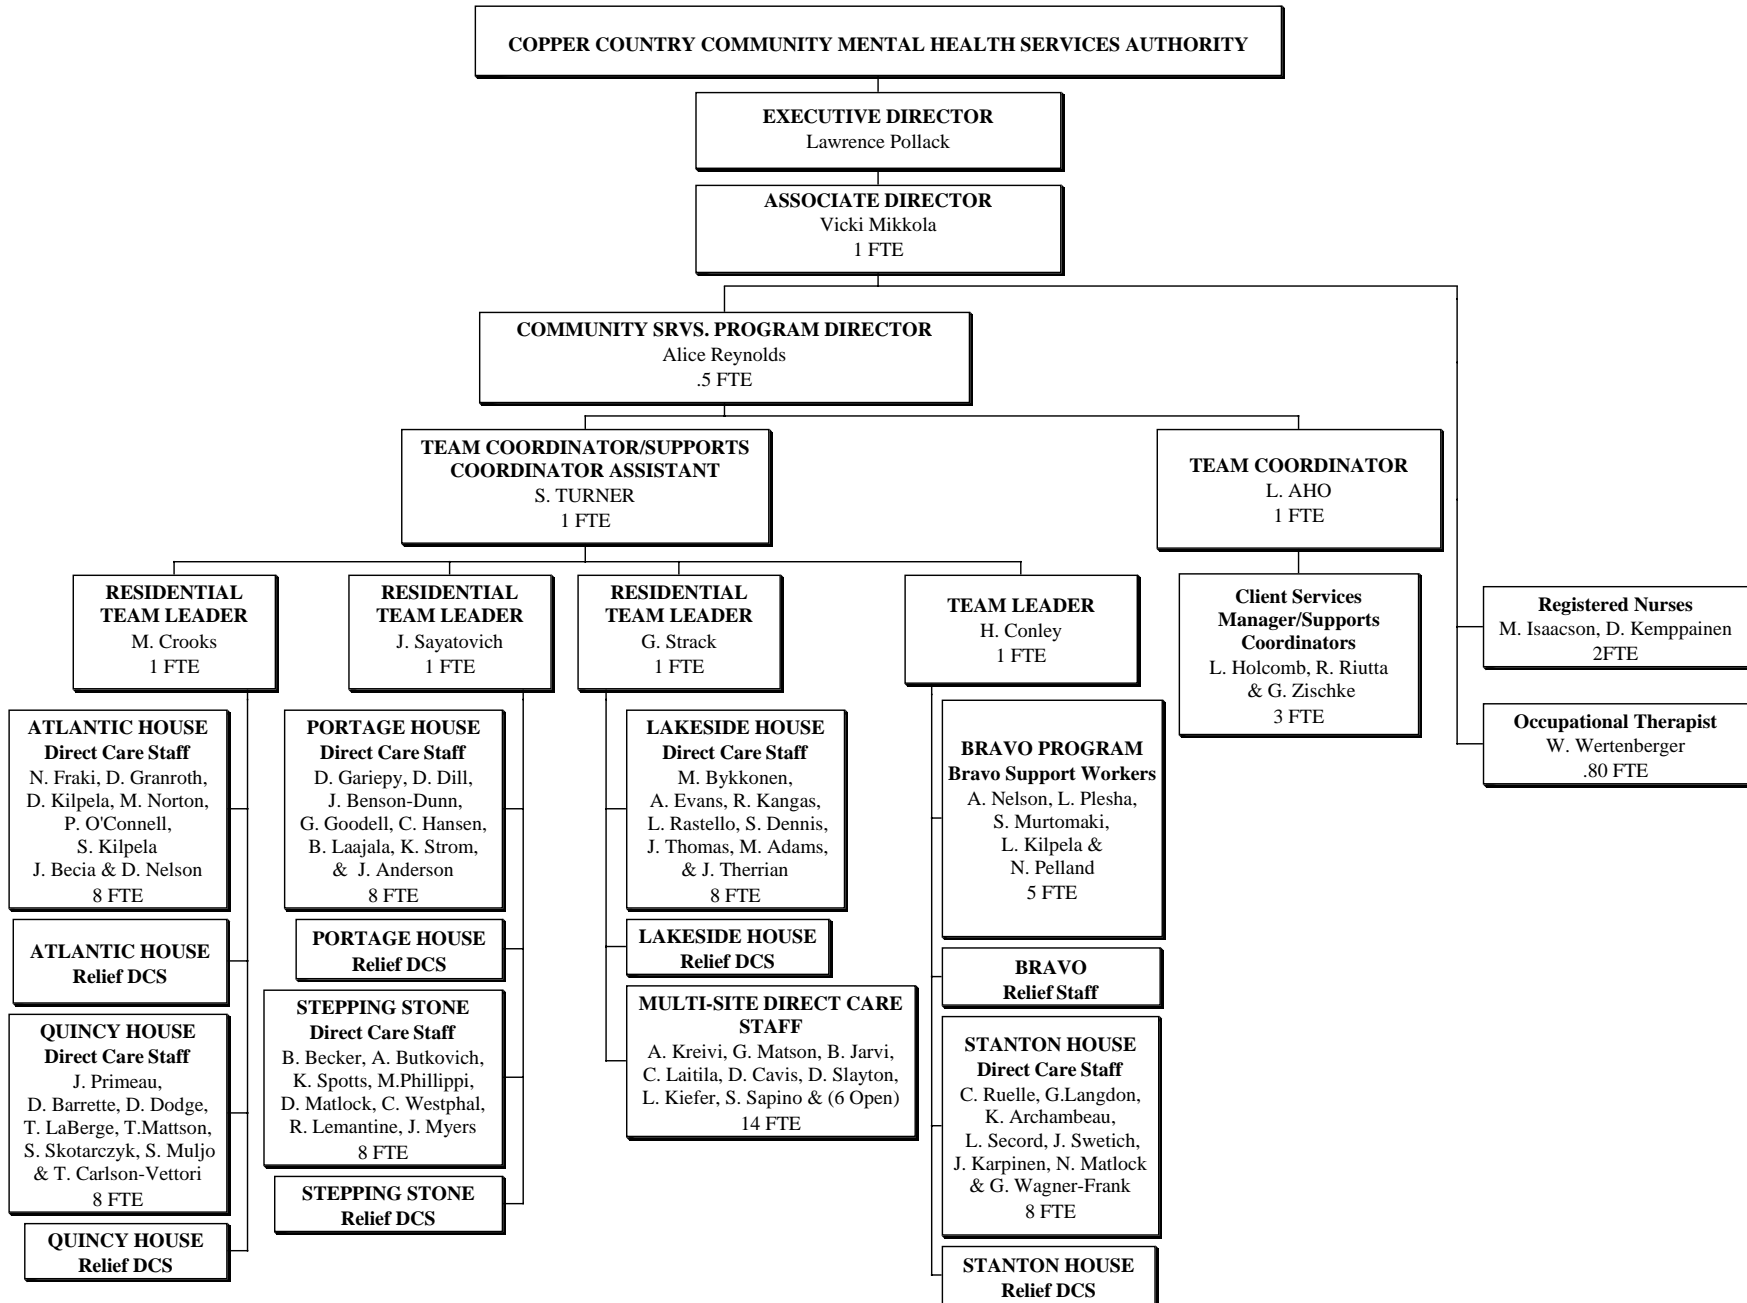 COPPER COUNTRY COMMUNITY MENTAL HEALTH SERVICES AUTHORITY
EXECUTIVE DIRECTOR
Lawrence Pollack
ASSOCIATE DIRECTOR
Vicki Mikkola
1 FTE
COMMUNITY SRVS. PROGRAM DIRECTOR
Alice Reynolds
.5 FTE
TEAM COORDINATOR/SUPPORTS
COORDINATOR ASSISTANT
S. TURNER
1 FTE
TEAM COORDINATOR
L. AHO
1 FTE
RESIDENTIAL
TEAM LEADER
M. Crooks
1 FTE
ATLANTIC HOUSE
Direct Care Staff
N. Fraki, D. Granroth,
D. Kilpela, M. Norton,
P. O'Connell,
S. Kilpela
J. Becia & D. Nelson
8 FTE
ATLANTIC HOUSE
Relief DCS
QUINCY HOUSE
Direct Care Staff
J. Primeau,
D. Barrette, D. Dodge,
T. LaBerge, T.Mattson,
S. Skotarczyk, S. Muljo
& T. Carlson-Vettori
8 FTE
QUINCY HOUSE
Relief DCS
RESIDENTIAL
TEAM LEADER
J. Sayatovich
1 FTE
PORTAGE HOUSE
Direct Care Staff
D. Gariepy, D. Dill,
J. Benson-Dunn,
G. Goodell, C. Hansen,
B. Laajala, K. Strom,
& J. Anderson
8 FTE
PORTAGE HOUSE
Relief DCS
STEPPING STONE
Direct Care Staff
B. Becker, A. Butkovich,
K. Spotts, M.Phillippi,
D. Matlock, C. Westphal,
R. Lemantine, J. Myers
8 FTE
STEPPING STONE
Relief DCS
RESIDENTIAL
TEAM LEADER
G. Strack
1 FTE
LAKESIDE HOUSE
Direct Care Staff
M. Bykkonen,
A. Evans, R. Kangas,
L. Rastello, S. Dennis,
J. Thomas, M. Adams,
& J. Therrian
8 FTE
LAKESIDE HOUSE
Relief DCS
MULTI-SITE DIRECT CARE
STAFF
A. Kreivi, G. Matson, B. Jarvi,
C. Laitila, D. Cavis, D. Slayton,
L. Kiefer, S. Sapino & (6 Open)
14 FTE
TEAM LEADER
H. Conley
1 FTE
BRAVO PROGRAM
Bravo Support Workers
A. Nelson, L. Plesha,
S. Murtomaki,
L. Kilpela &
N. Pelland
5 FTE
BRAVO
Relief Staff
STANTON HOUSE
Direct Care Staff
C. Ruelle, G.Langdon,
K. Archambeau,
L. Secord, J. Swetich,
J. Karpinen, N. Matlock
& G. Wagner-Frank
8 FTE
STANTON HOUSE
Relief DCS
Client Services
Manager/Supports
Coordinators
L. Holcomb, R. Riutta
& G. Zischke
3 FTE
Registered Nurses
M. Isaacson, D. Kemppainen
2FTE
Occupational Therapist
W. Wertenberger
.80 FTE